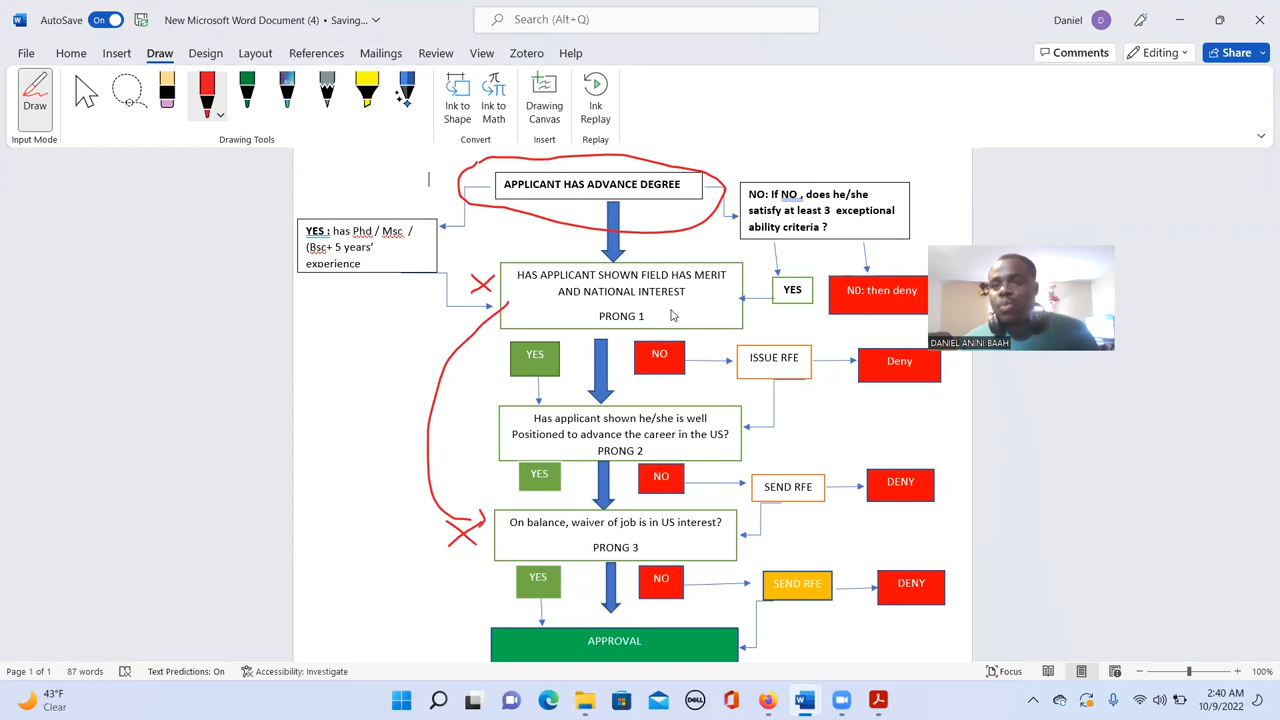 AutoSave On New Microsoft Word Document (4) • Saving...
Search (Alt+Q)
Daniel D
File Home Insert Draw Design Layout References Mailings Review View Zotero Help
Comments Editing Share
Draw
Ink to Shape
Ink to Math
Drawing Canvas
Ink Replay
Input Mode Drawing Tools Convert Insert Replay
APPLICANT HAS ADVANCE DEGREE
NO: If NO , does he/she
satisfy at least 3 exceptional
ability criteria ?
YES : has Phd / Msc /
(Bsc+ 5 years'
experience
HAS APPLICANT SHOWN FIELD HAS MERIT
AND NATIONAL INTEREST
PRONG 1
YES
N0: then deny
DANIEL ANINI BAAH
YES
NO
ISSUE RFE
Deny
Has applicant shown he/she is well
Positioned to advance the career in the US?
PRONG 2
YES
NO
SEND RFE
DENY
On balance, waiver of job is in US interest?
PRONG 3
YES
NO
SEND RFE
DENY
APPROVAL
Page 1 of 1 87 words Text Predictions: On Accessibility: Investigate Focus 100%
43°F
Clear
DELL
2:40 AM
10/9/2022